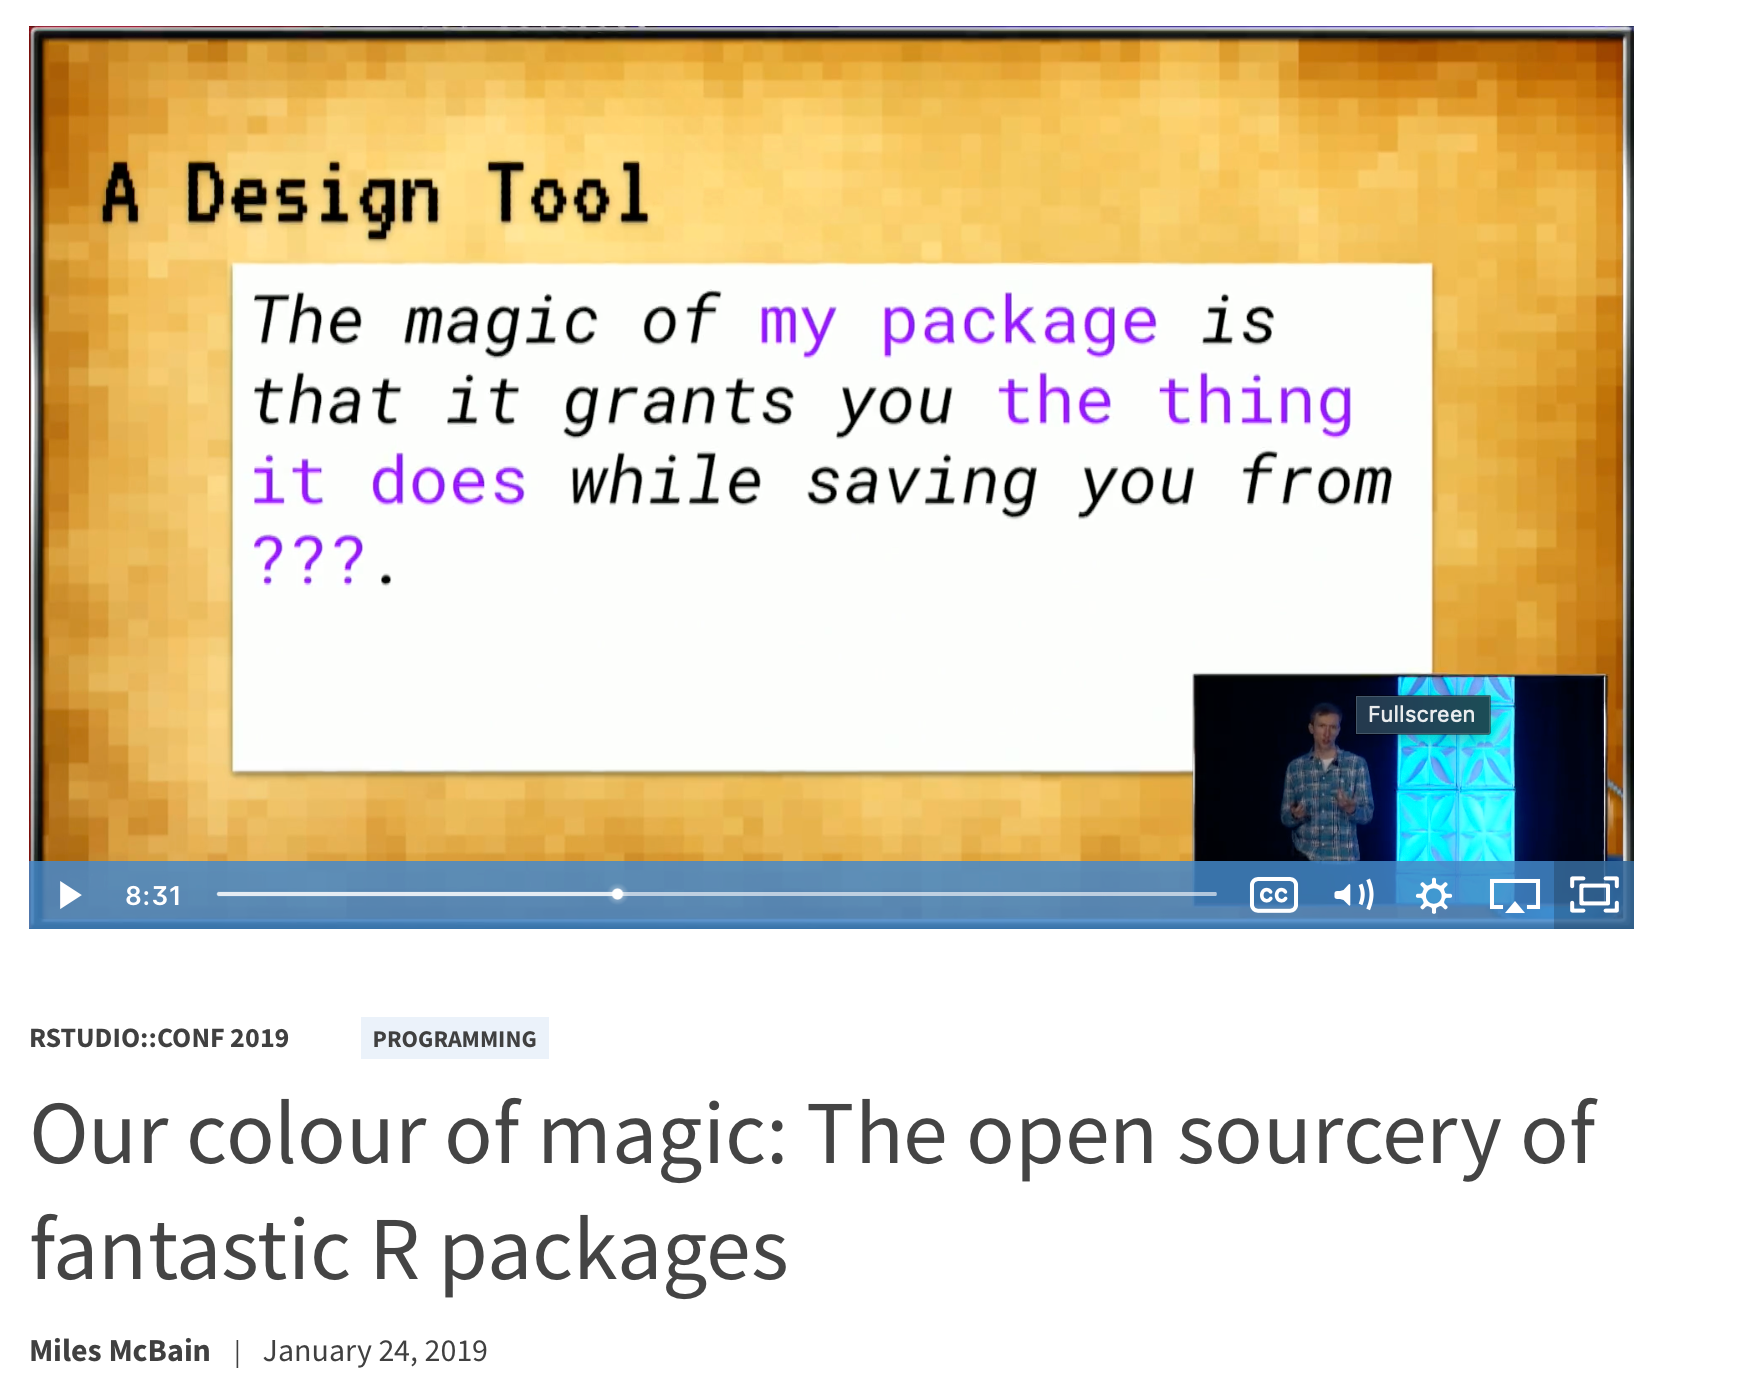 A Design Tool
The magic of my package is
that it grants you the thing
it does while saving you from
???.
Fullscreen
8:31
CC
RSTUDIO::CONF 2019
PROGRAMMING
Our colour of magic: The open sourcery of
fantastic R packages
Miles McBain | January 24, 2019